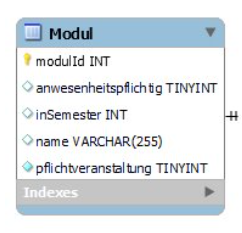 Modul
modulId INT
anwesenheitspflichtig TINYINT
inSemester INT
name VARCHAR(255)
pflichtveranstaltung TINYINT
Indexes